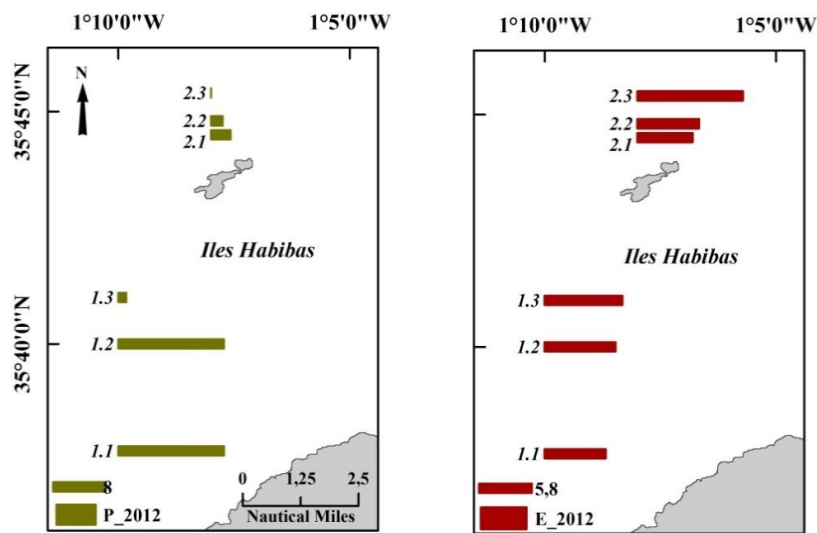 1°10'0"W 1°5'0"W
N
35°45'0"N
2.3
2.2
2.1
Iles Habibas
1.3
35°40'0"N
1.2
1.1
0 1,25 2,5
Nautical Miles
8
P_2012
1°10'0"W 1°5'0"W
2.3
2.2
2.1
Iles Habibas
1.3
1.2
1.1
5,8
E_2012